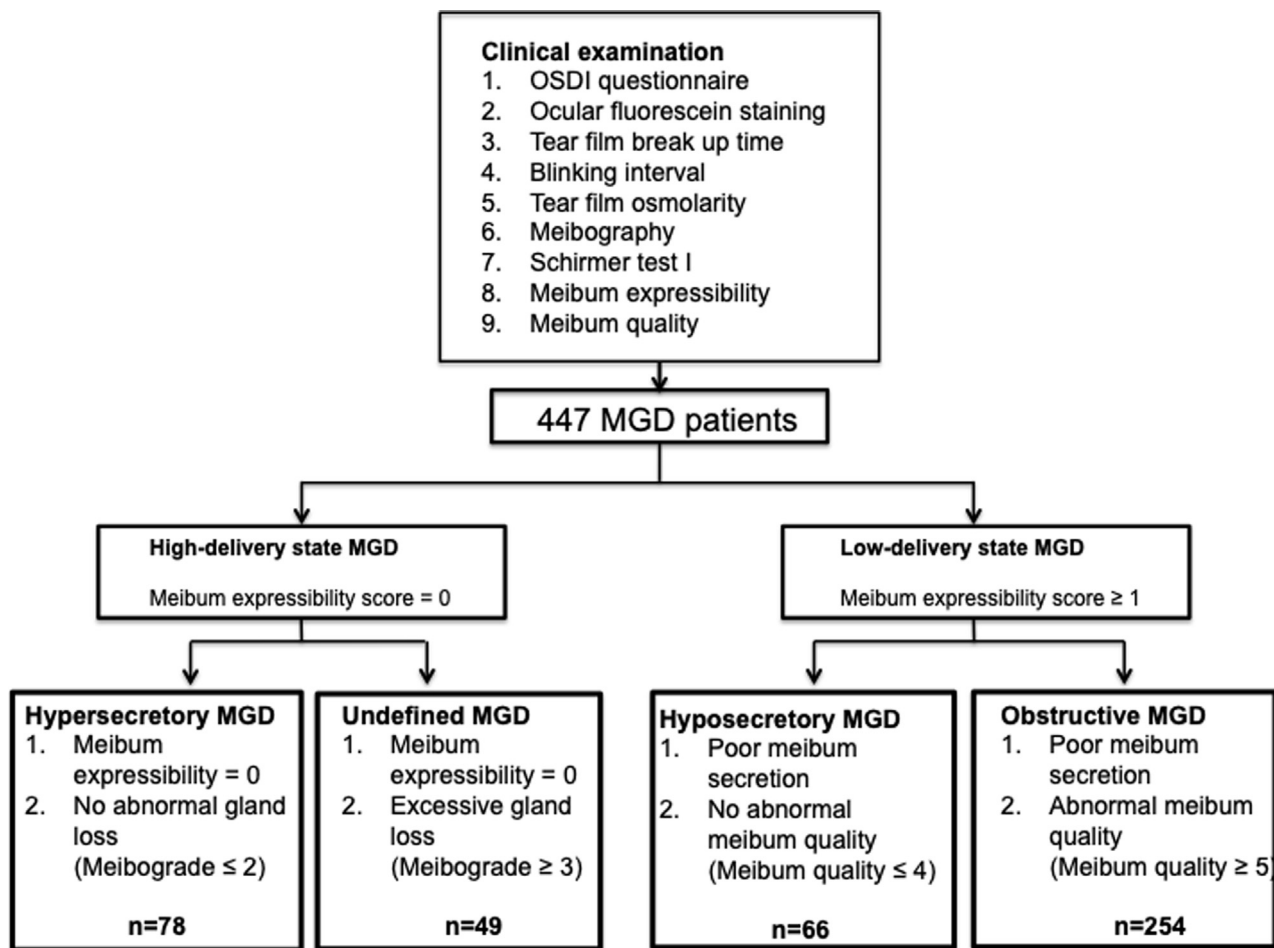 Clinical examination
1. OSDI questionnaire
2. Ocular fluorescein staining
3. Tear film break up time
4. Blinking interval
5. Tear film osmolarity
6. Meibography
7. Schirmer test I
8. Meibum expressibility
9. Meibum quality
447 MGD patients
High-delivery state MGD
Meibum expressibility score = 0
Low-delivery state MGD
Meibum expressibility score ≥ 1
Hypersecretory MGD
1. Meibum
expressibility = 0
2. No abnormal gland
loss
(Meibograde ≤ 2)
n=78
Undefined MGD
1. Meibum
expressibility = 0
2. Excessive gland
loss
(Meibograde ≥ 3)
n=49
Hyposecretory MGD
1. Poor meibum
secretion
2. No abnormal
meibum quality
(Meibum quality ≤ 4)
n=66
Obstructive MGD
1. Poor meibum
secretion
2. Abnormal meibum
quality
(Meibum quality ≥ 5)
n=254